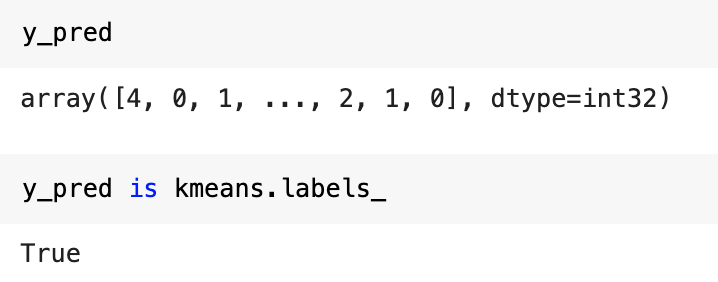 y_pred
array([4, 0, 1, ..., 2, 1, 0], dtype=int32)
y_pred is kmeans.labels_
True